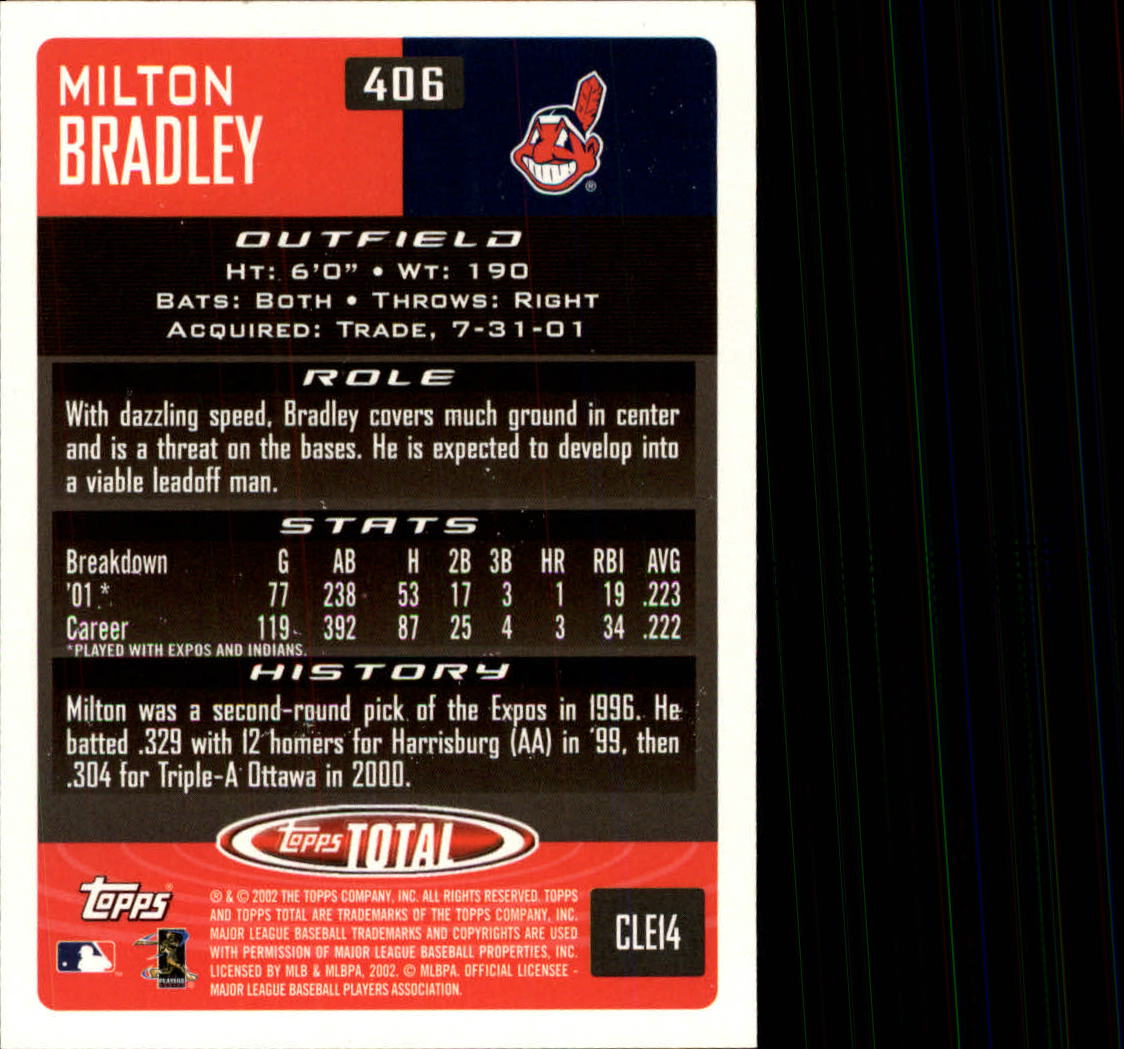 MILTON
BRADLEY
406
®
OUTFIELD
HT: 6'0" • WT: 190
BATS: BOTH • THROWS: RIGHT
ACQUIRED: TRADE, 7-31-01
ROLE
With dazzling speed, Bradley covers much ground in center
and is a threat on the bases. He is expected to develop into
a viable leadoff man.
STATS
Breakdown G AB H 2B 3B HR RBI AVG
'01 * 77 238 53 17 3 1 19 .223
Career 119 392 87 25 4 3 34 .222
*PLAYED WITH EXPOS AND INDIANS.
HISTORY
Milton was a second-round pick of the Expos in 1996. He
batted .329 with 12 homers for Harrisburg (AA) in '99, then
.304 for Triple-A Ottawa in 2000.
Topps TOTAL
Topps®
® & © 2002 THE TOPPS COMPANY, INC. ALL RIGHTS RESERVED. TOPPS
AND TOPPS TOTAL ARE TRADEMARKS OF THE TOPPS COMPANY, INC.
MAJOR LEAGUE BASEBALL TRADEMARKS AND COPYRIGHTS ARE USED
WITH PERMISSION OF MAJOR LEAGUE BASEBALL PROPERTIES, INC.
LICENSED BY MLB & MLBPA, 2002. © MLBPA. OFFICIAL LICENSEE -
MAJOR LEAGUE BASEBALL PLAYERS ASSOCIATION.
PLAYERS
CLE14